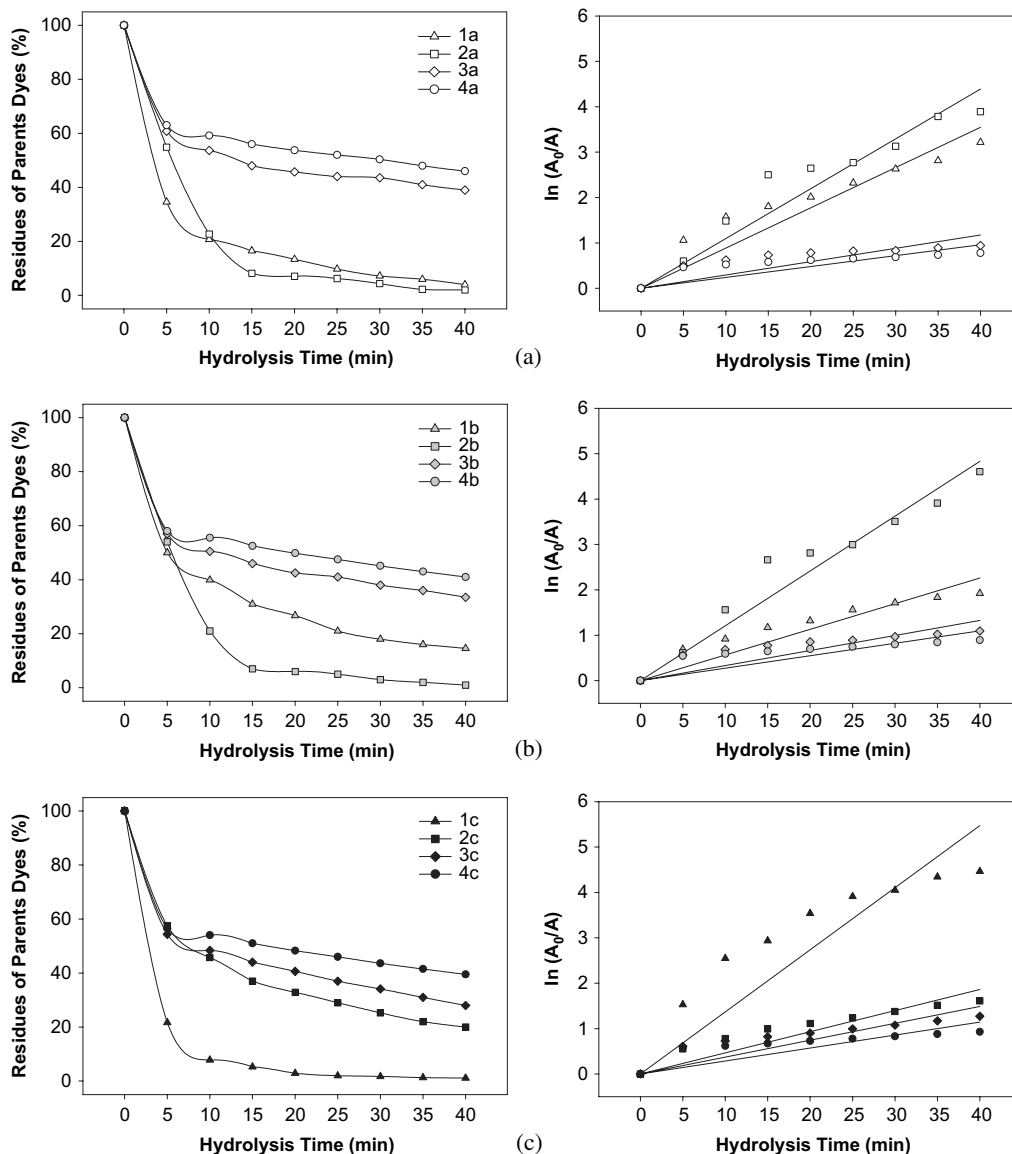 Residues of Parents Dyes (%)
100
80
60
40
20
0
1a
2a
3a
4a
0 5 10 15 20 25 30 35 40
Hydrolysis Time (min)
ln (A0/A)
6
5
4
3
2
1
0
0 5 10 15 20 25 30 35 40
Hydrolysis Time (min)
(a)
Residues of Parents Dyes (%)
100
80
60
40
20
0
1b
2b
3b
4b
0 5 10 15 20 25 30 35 40
Hydrolysis Time (min)
ln (A0/A)
6
5
4
3
2
1
0
0 5 10 15 20 25 30 35 40
Hydrolysis Time (min)
(b)
Residues of Parents Dyes (%)
100
80
60
40
20
0
1c
2c
3c
4c
0 5 10 15 20 25 30 35 40
Hydrolysis Time (min)
ln (A0/A)
6
5
4
3
2
1
0
0 5 10 15 20 25 30 35 40
Hydrolysis Time (min)
(c)